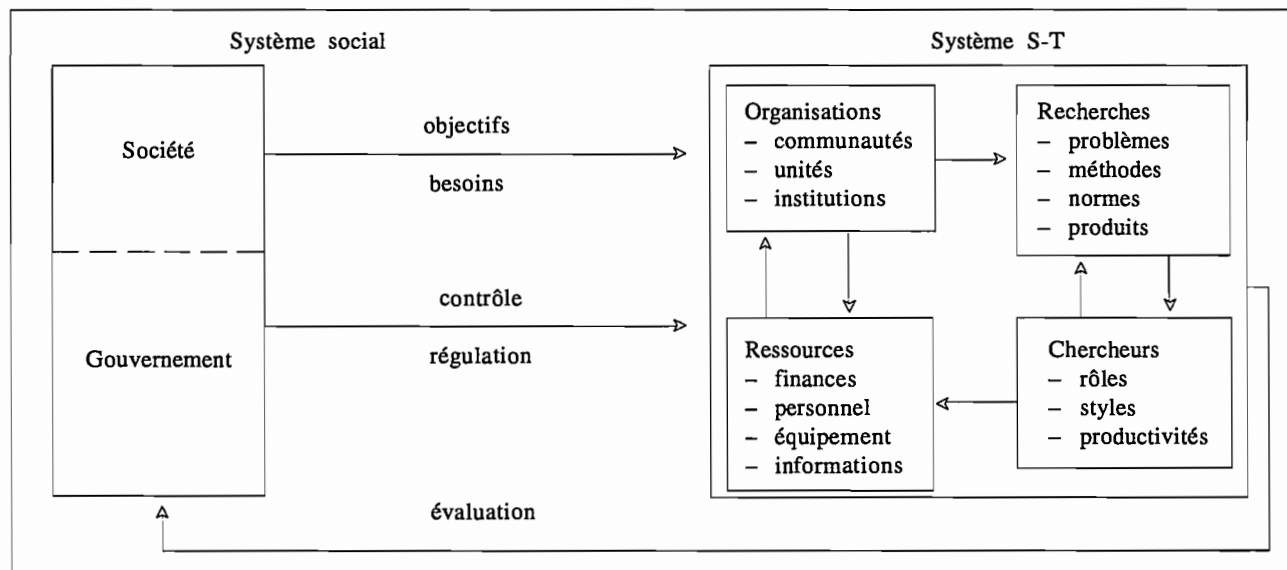 Système social
Système S-T
Société
Gouvernement
objectifs
besoins
contrôle
régulation
évaluation
Organisations
– communautés
– unités
– institutions
Recherches
– problèmes
– méthodes
– normes
– produits
Ressources
– finances
– personnel
– équipement
– informations
Chercheurs
– rôles
– styles
– productivités